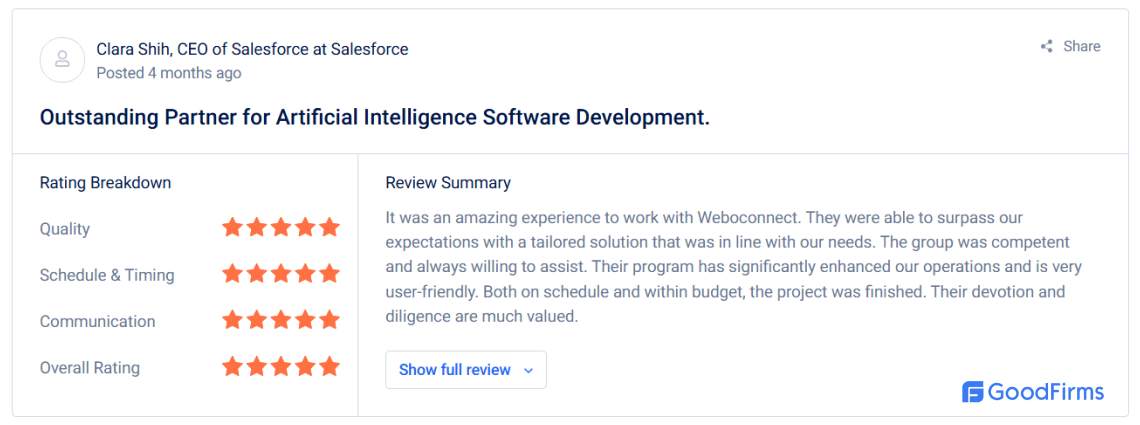 Clara Shih, CEO of Salesforce at Salesforce
Share
Posted 4 months ago
Outstanding Partner for Artificial Intelligence Software Development.
Rating Breakdown
Quality
Schedule & Timing
Communication
Overall Rating
Review Summary
It was an amazing experience to work with Weboconnect. They were able to surpass our
expectations with a tailored solution that was in line with our needs. The group was competent
and always willing to assist. Their program has significantly enhanced our operations and is very
user-friendly. Both on schedule and within budget, the project was finished. Their devotion and
diligence are much valued.
Show full review
GoodFirms